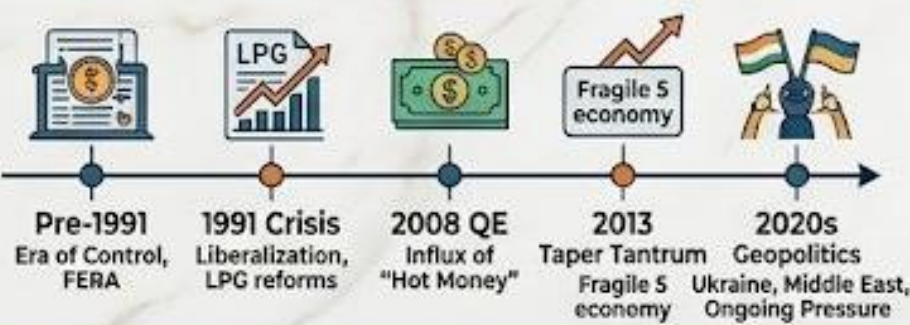 LPG
Fragile 5
economy
Pre-1991
Era of Control,
FERA
1991 Crisis
Liberalization,
LPG reforms
2008 QE
Influx of
"Hot Money"
2013
Taper Tantrum
Fragile 5
economy
2020s
Geopolitics
Ukraine, Middle East,
Ongoing Pressure